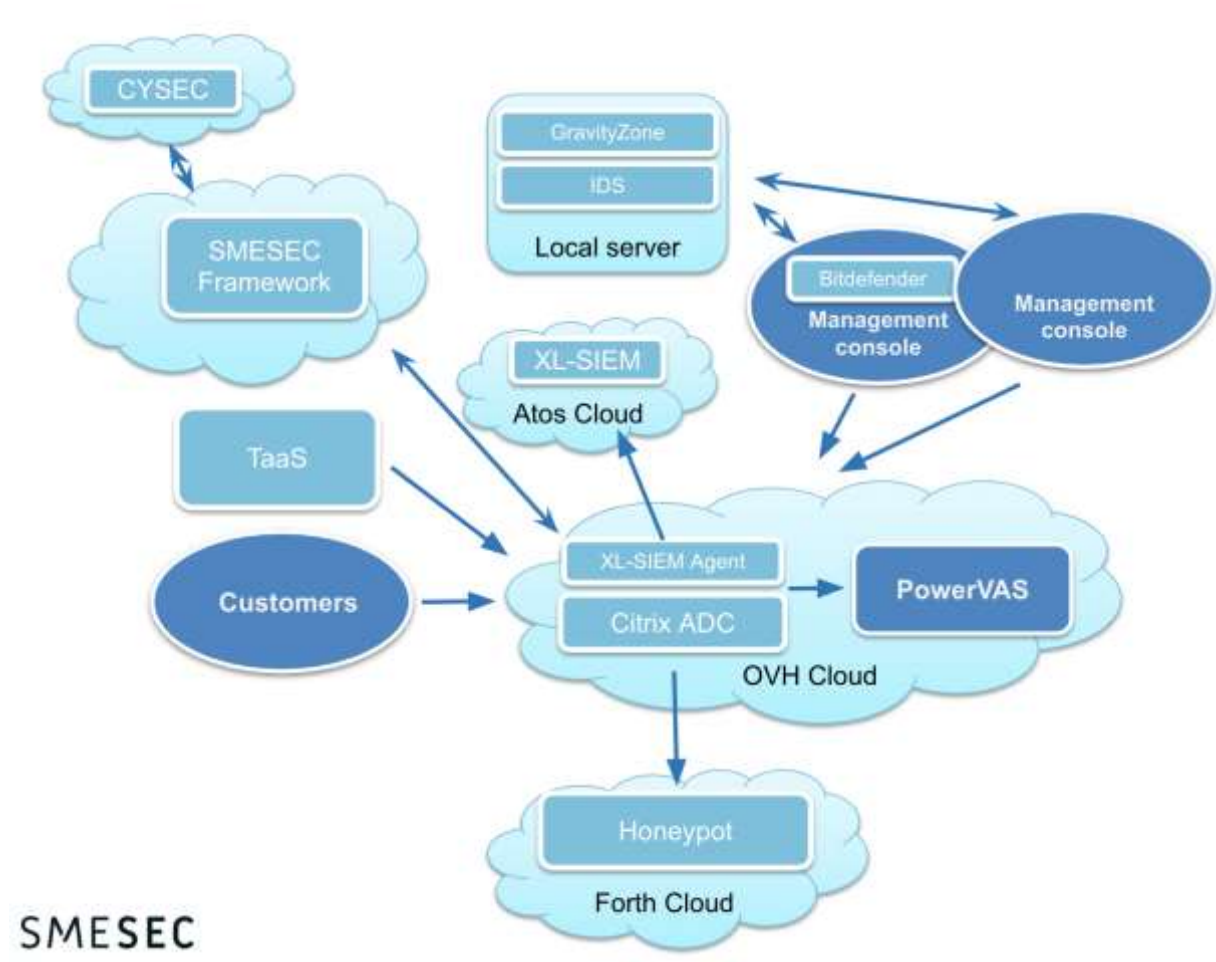 CYSEC
GravityZone
IDS
Local server
SMESEC
Framework
Bitdefender
Management
console
Management
console
XL-SIEM
Atos Cloud
TaaS
XL-SIEM Agent
Citrix ADC
PowerVAS
OVH Cloud
Customers
Honeypot
Forth Cloud
SMESEC